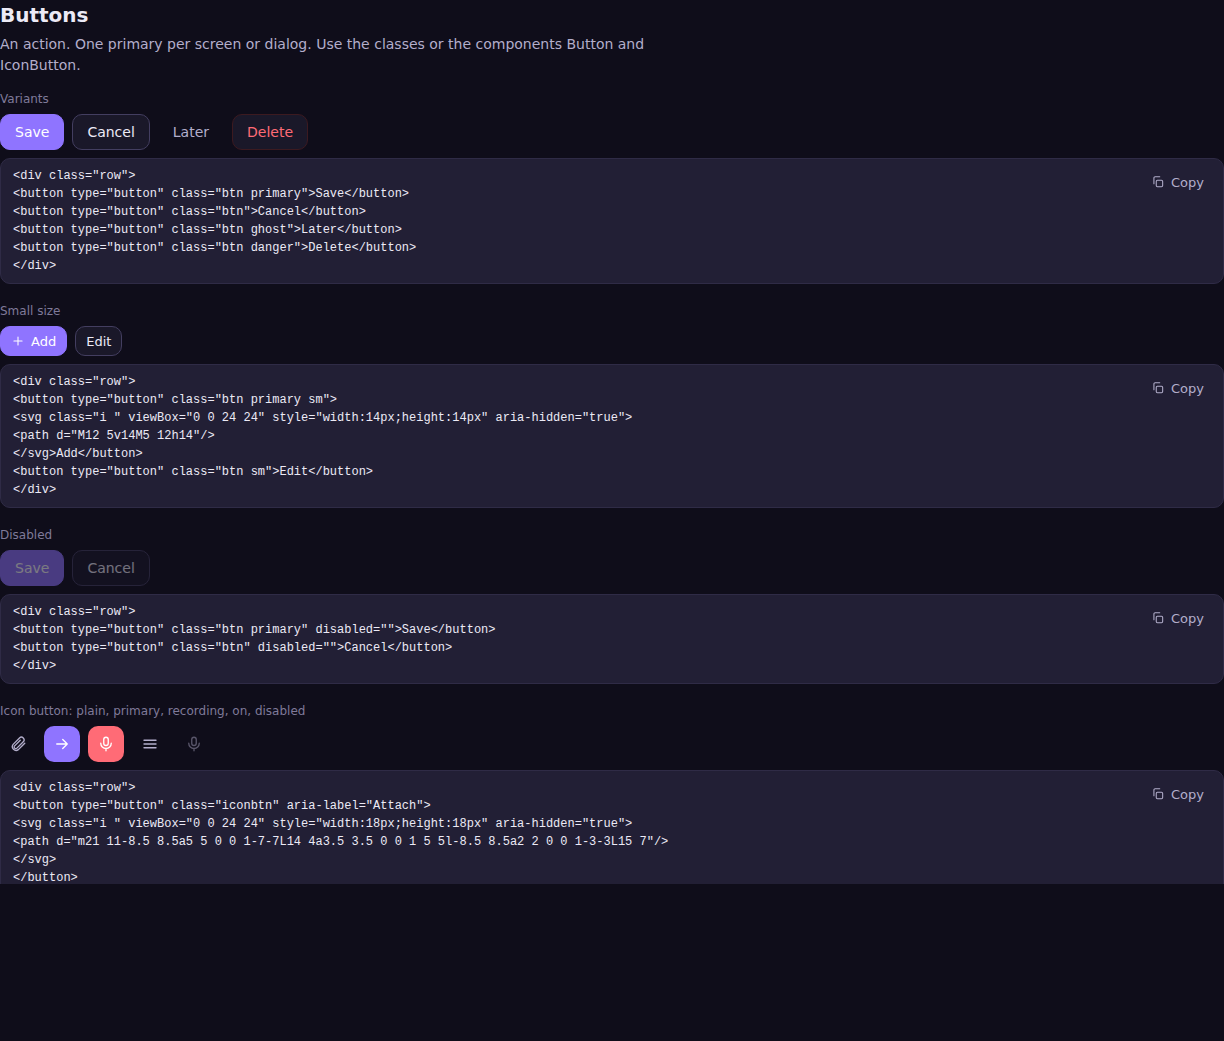 Buttons
An action. One primary per screen or dialog. Use the classes or the components Button and
IconButton.
Variants
Save Cancel Later Delete
<div class="row">
Copy
<button type="button" class="btn primary">Save</button>
<button type="button" class="btn">Cancel</button>
<button type="button" class="btn ghost">Later</button>
<button type="button" class="btn danger">Delete</button>
</div>
Small size
Add Edit
<div class="row">
Copy
<button type="button" class="btn primary sm">
<svg class="i " viewBox="0 0 24 24" style="width:14px;height:14px" aria-hidden="true">
<path d="M12 5v14M5 12h14"/>
</svg>Add</button>
<button type="button" class="btn sm">Edit</button>
</div>
Disabled
Save Cancel
<div class="row">
Copy
<button type="button" class="btn primary" disabled="">Save</button>
<button type="button" class="btn" disabled="">Cancel</button>
</div>
Icon button: plain, primary, recording, on, disabled
<div class="row">
Copy
<button type="button" class="iconbtn" aria-label="Attach">
<svg class="i " viewBox="0 0 24 24" style="width:18px;height:18px" aria-hidden="true">
<path d="m21 11-8.5 8.5a5 5 0 0 1-7-7L14 4a3.5 3.5 0 0 1 5 5l-8.5 8.5a2 2 0 0 1-3-3L15 7"/>
</svg>
</button>